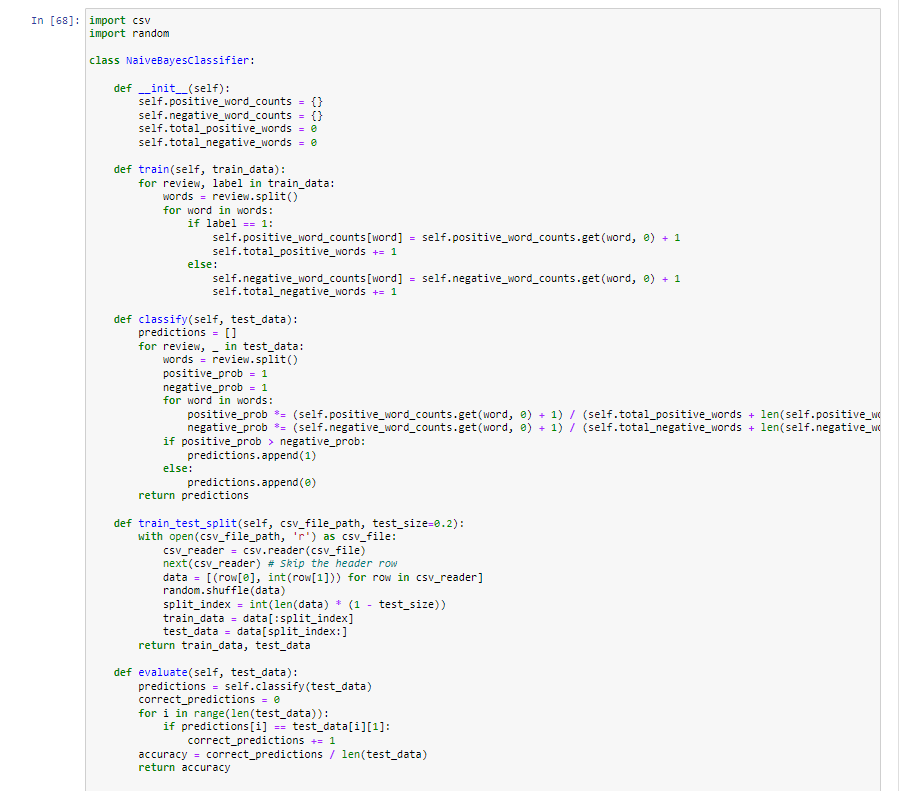 In [68]: import csv
import random

class NaiveBayesClassifier:

    def __init__(self):
        self.positive_word_counts = {}
        self.negative_word_counts = {}
        self.total_positive_words = 0
        self.total_negative_words = 0

    def train(self, train_data):
        for review, label in train_data:
            words = review.split()
            for word in words:
                if label == 1:
                    self.positive_word_counts[word] = self.positive_word_counts.get(word, 0) + 1
                    self.total_positive_words += 1
                else:
                    self.negative_word_counts[word] = self.negative_word_counts.get(word, 0) + 1
                    self.total_negative_words += 1

    def classify(self, test_data):
        predictions = []
        for review, _ in test_data:
            words = review.split()
            positive_prob = 1
            negative_prob = 1
            for word in words:
                positive_prob *= (self.positive_word_counts.get(word, 0) + 1) / (self.total_positive_words + len(self.positive_wo
                negative_prob *= (self.negative_word_counts.get(word, 0) + 1) / (self.total_negative_words + len(self.negative_wo
            if positive_prob > negative_prob:
                predictions.append(1)
            else:
                predictions.append(0)
        return predictions

    def train_test_split(self, csv_file_path, test_size=0.2):
        with open(csv_file_path, 'r') as csv_file:
            csv_reader = csv.reader(csv_file)
            next(csv_reader) # Skip the header row
            data = [(row[0], int(row[1])) for row in csv_reader]
            random.shuffle(data)
            split_index = int(len(data) * (1 - test_size))
            train_data = data[:split_index]
            test_data = data[split_index:]
        return train_data, test_data

    def evaluate(self, test_data):
        predictions = self.classify(test_data)
        correct_predictions = 0
        for i in range(len(test_data)):
            if predictions[i] == test_data[i][1]:
                correct_predictions += 1
        accuracy = correct_predictions / len(test_data)
        return accuracy